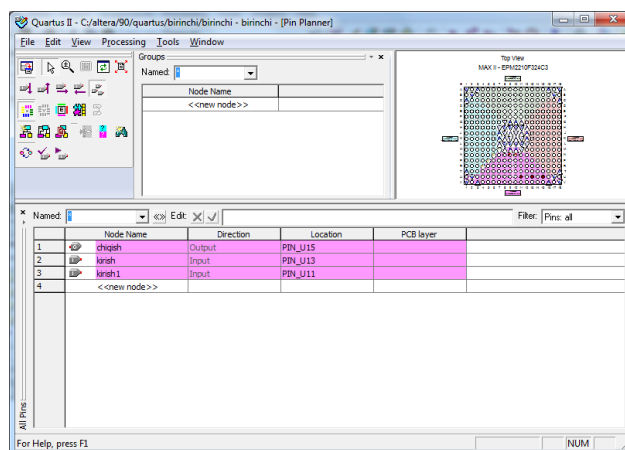 Quartus II - C:/altera/90/quartus/birinchi/birinchi - birinchi - [Pin Planner]
File Edit View Processing Tools Window
Groups
Named: *
Node Name
<<new node>>
Top View
MAX II - EPM2210F324C3
Named: * Edit: Filter: Pins: all
Node Name Direction Location PCB layer
1 chiqish Output PIN_U15
2 kirish Input PIN_U13
3 kirish1 Input PIN_U11
4 <<new node>>
All Pins
For Help, press F1 NUM